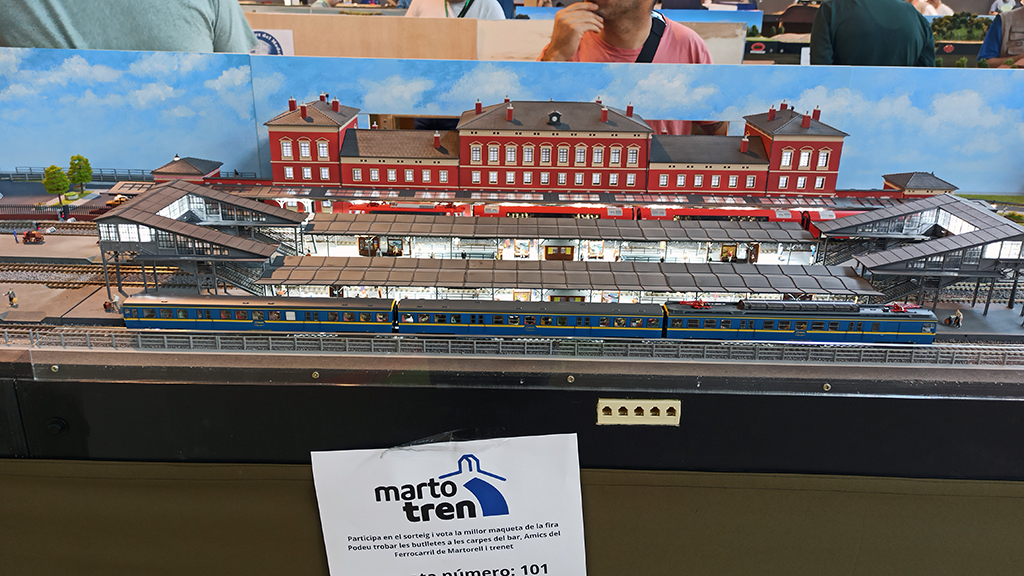 marto
tren
Participa en el sorteig i vota la millor maqueta de la fira
Podeu trobar les butlletes a les carpes del bar, Amics del
Ferrocarril de Martorell i trenet
número: 101